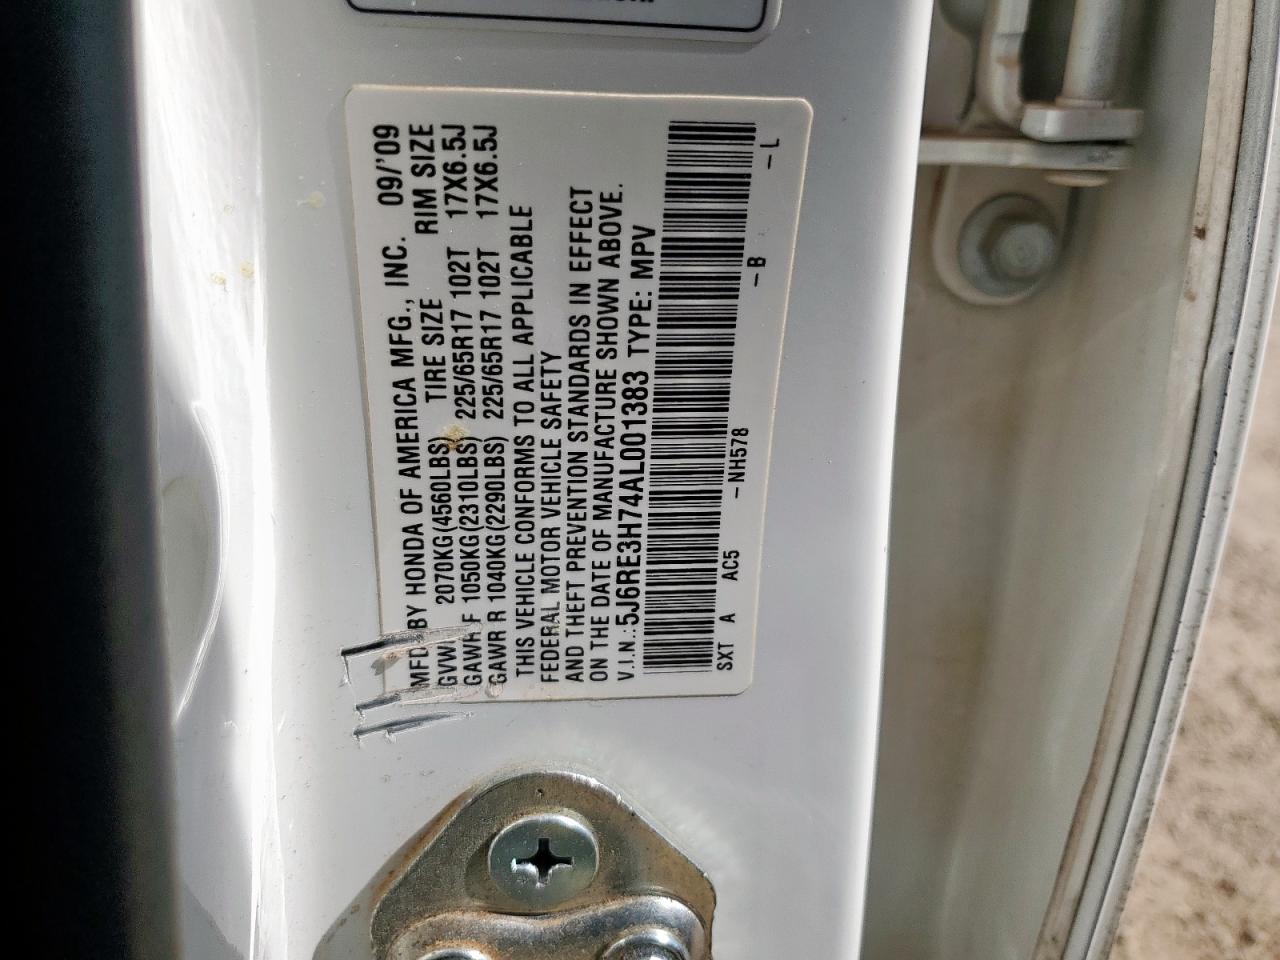 MFD BY HONDA OF AMERICA MFG., INC. 09/'09
GVWR 2070KG(4560LBS) TIRE SIZE RIM SIZE
GAWR F 1050KG(2310LBS) 225/65R17 102T 17X6.5J
GAWR R 1040KG(2290LBS) 225/65R17 102T 17X6.5J
THIS VEHICLE CONFORMS TO ALL APPLICABLE
FEDERAL MOTOR VEHICLE SAFETY
AND THEFT PREVENTION STANDARDS IN EFFECT
ON THE DATE OF MANUFACTURE SHOWN ABOVE.
V.I.N.: 5J6RE3H74AL001383 TYPE: MPV
SXT A AC5 -NH578 -B -L